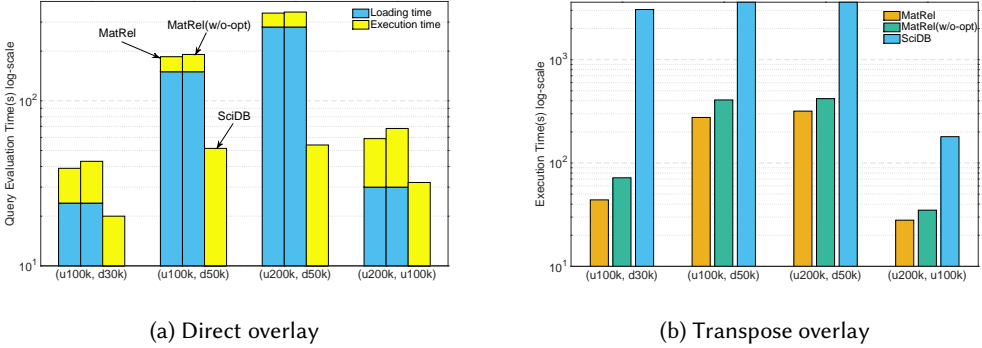 Query Evaluation Time(s) log-scale
10^2
10^1
Loading time
Execution time
MatRel
MatRel(w/o-opt)
SciDB
(u100k, d30k)
(u100k, d50k)
(u200k, d50k)
(u200k, u100k)
(a) Direct overlay
Execution Time(s) log-scale
10^3
10^2
10^1
MatRel
MatRel(w/o-opt)
SciDB
(u100k, d30k)
(u100k, d50k)
(u200k, d50k)
(u200k, u100k)
(b) Transpose overlay